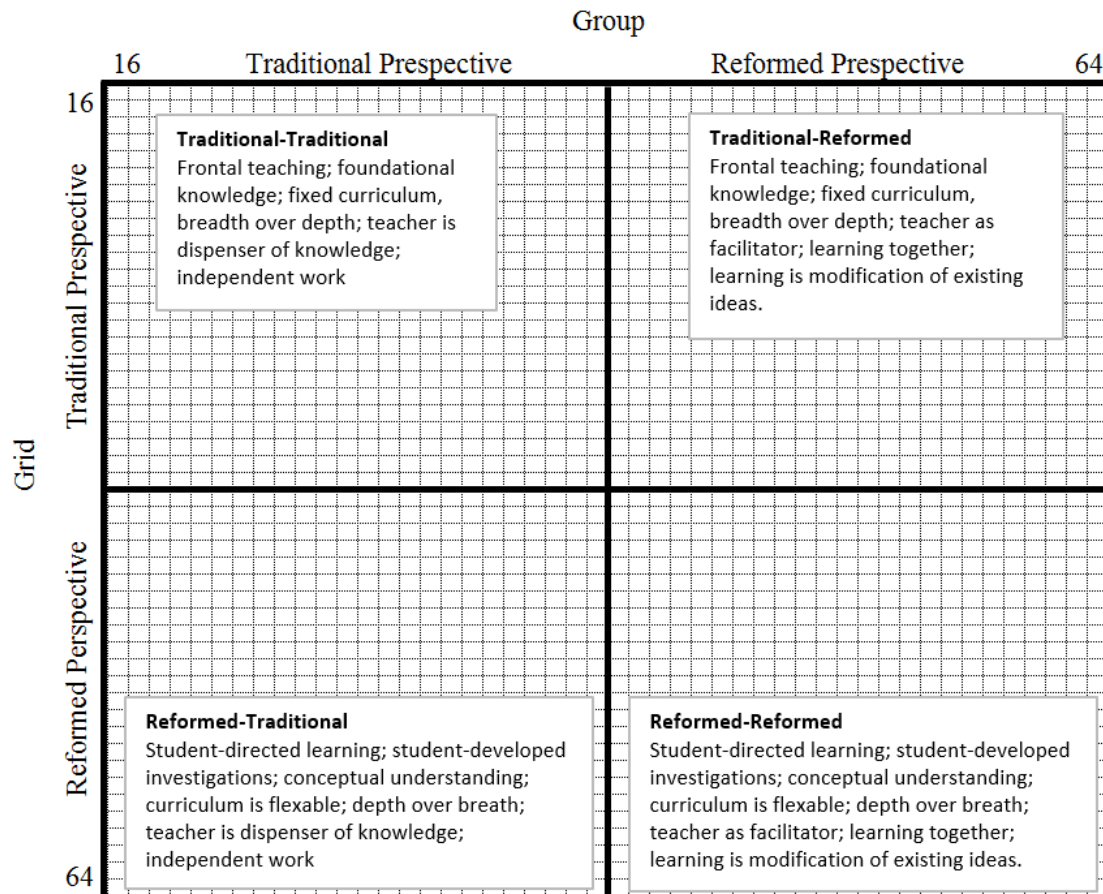 Group
16 Traditional Prespective Reformed Prespective 64
16
Traditional-Traditional
Frontal teaching; foundational
knowledge; fixed curriculum,
breadth over depth; teacher is
dispenser of knowledge;
independent work
Traditional-Reformed
Frontal teaching; foundational
knowledge; fixed curriculum,
breadth over depth; teacher as
facilitator; learning together;
learning is modification of existing
ideas.
Traditional Prespective
Grid
Reformed Perspective
Reformed-Traditional
Student-directed learning; student-developed
investigations; conceptual understanding;
curriculum is flexable; depth over breath;
teacher is dispenser of knowledge;
independent work
Reformed-Reformed
Student-directed learning; student-developed
investigations; conceptual understanding;
curriculum is flexable; depth over breath;
teacher as facilitator; learning together;
learning is modification of existing ideas.
64